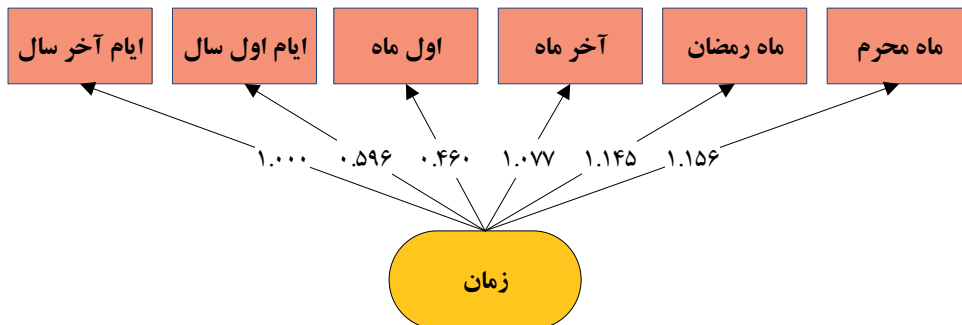 ماه محرم
ماه رمضان
آخر ماه
اول ماه
ایام اول سال
ایام آخر سال
۱.۱۵۶
۱.۱۴۵
۱.۰۷۷
۰.۴۶۰
۰.۵۹۶
۱.۰۰۰
زمان